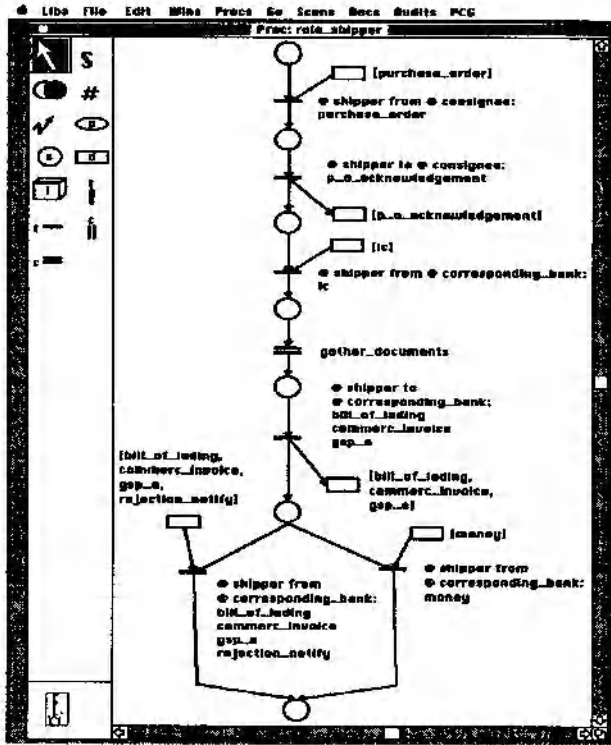 Libs File Edit Wins Procs Go Scens Docs Audits PCG
Proc: role_shipper
S
#
p
s
d
[purchase_order]
@ shipper from @ consignee:
purchase_order
@ shipper to @ consignee:
p_o_acknowledgement
[p_o_acknowledgement]
[lc]
@ shipper from @ corresponding_bank:
lc
gather_documents
@ shipper to
@ corresponding_bank:
bill_of_lading
commerc_invoice
gsp_a
[bill_of_lading,
commerc_invoice,
gsp_a,
rejection_notify]
[bill_of_lading,
commerc_invoice,
gsp_a]
[money]
@ shipper from
@ corresponding_bank:
bill_of_lading
commerc_invoice
gsp_a
rejection_notify
@ shipper from
@ corresponding_bank:
money